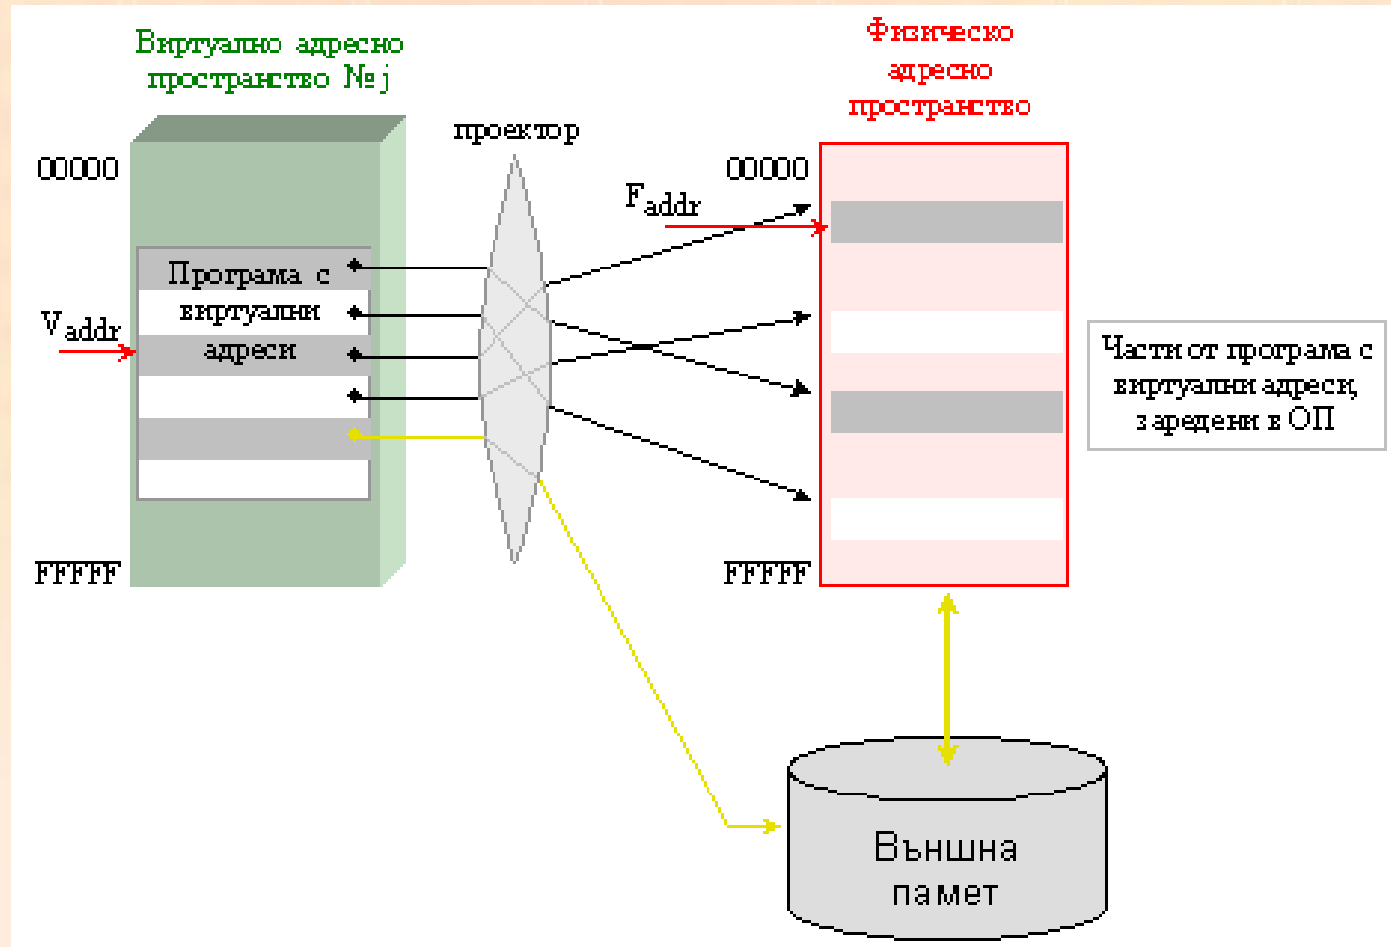 Виртуално адресно
пространство № j
Физическо
адресно
пространство
проектор
00000
00000
Faddr
Програма с
виртуални
адреси
Vaddr
Части от програма с
виртуални адреси,
заредени в ОП
FFFFF
FFFFF
Външна
памет